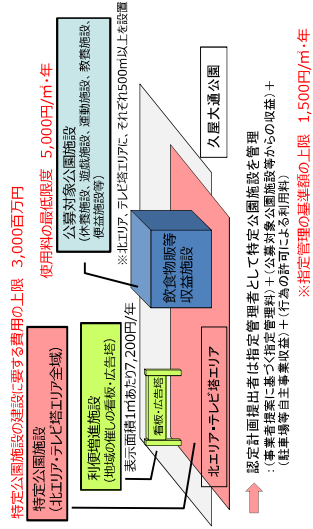 特定公園施設の建設に要する費用の上限　3,000百万円
特定公園施設
（北エリア・テレビ塔エリア全域）
使用料の最低限度　5,000円/㎡・年
公募対象公園施設
（休養施設、遊戯施設、運動施設、教養施設、
便益施設等）
※北エリア、テレビ塔エリアに、それぞれ500㎡以上を設置
利便増進施設
（地域の催しの看板・広告塔）
表示面積1㎡あたり7,200円/年
看板・広告塔
飲食物販等
収益施設
久屋大通公園
北エリア・テレビ塔エリア
認定計画提出者は指定管理者として特定公園施設を管理
：（事業者提案に基づく指定管理料）＋（公募対象公園施設等からの収益）＋
（駐車場等自主事業収益）＋（行為の許可による利用料）
※指定管理の基準額の上限　1,500円/㎡・年